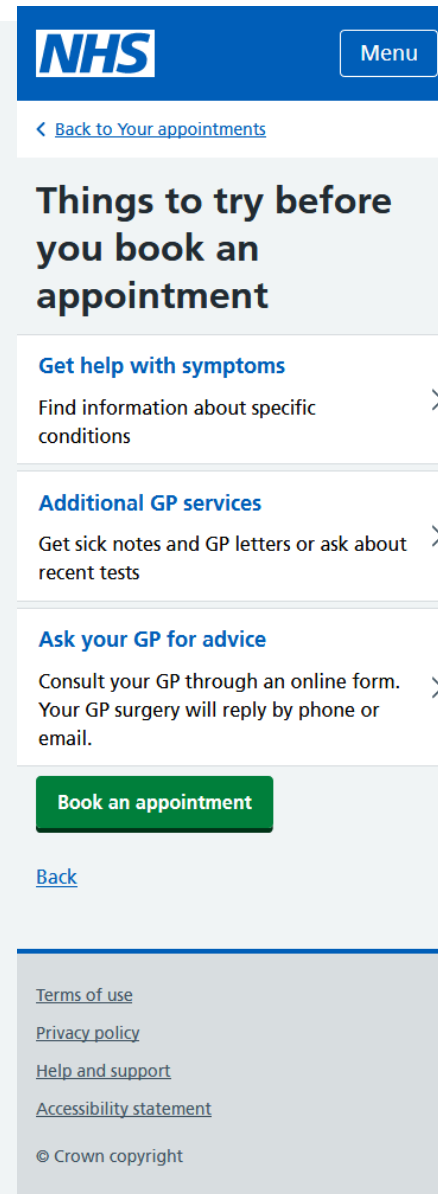 NHS
Menu
Back to Your appointments
Things to try before
you book an
appointment
Get help with symptoms
Find information about specific
conditions
Additional GP services
Get sick notes and GP letters or ask about
recent tests
Ask your GP for advice
Consult your GP through an online form.
Your GP surgery will reply by phone or
email.
Book an appointment
Back
Terms of use
Privacy policy
Help and support
Accessibility statement
© Crown copyright